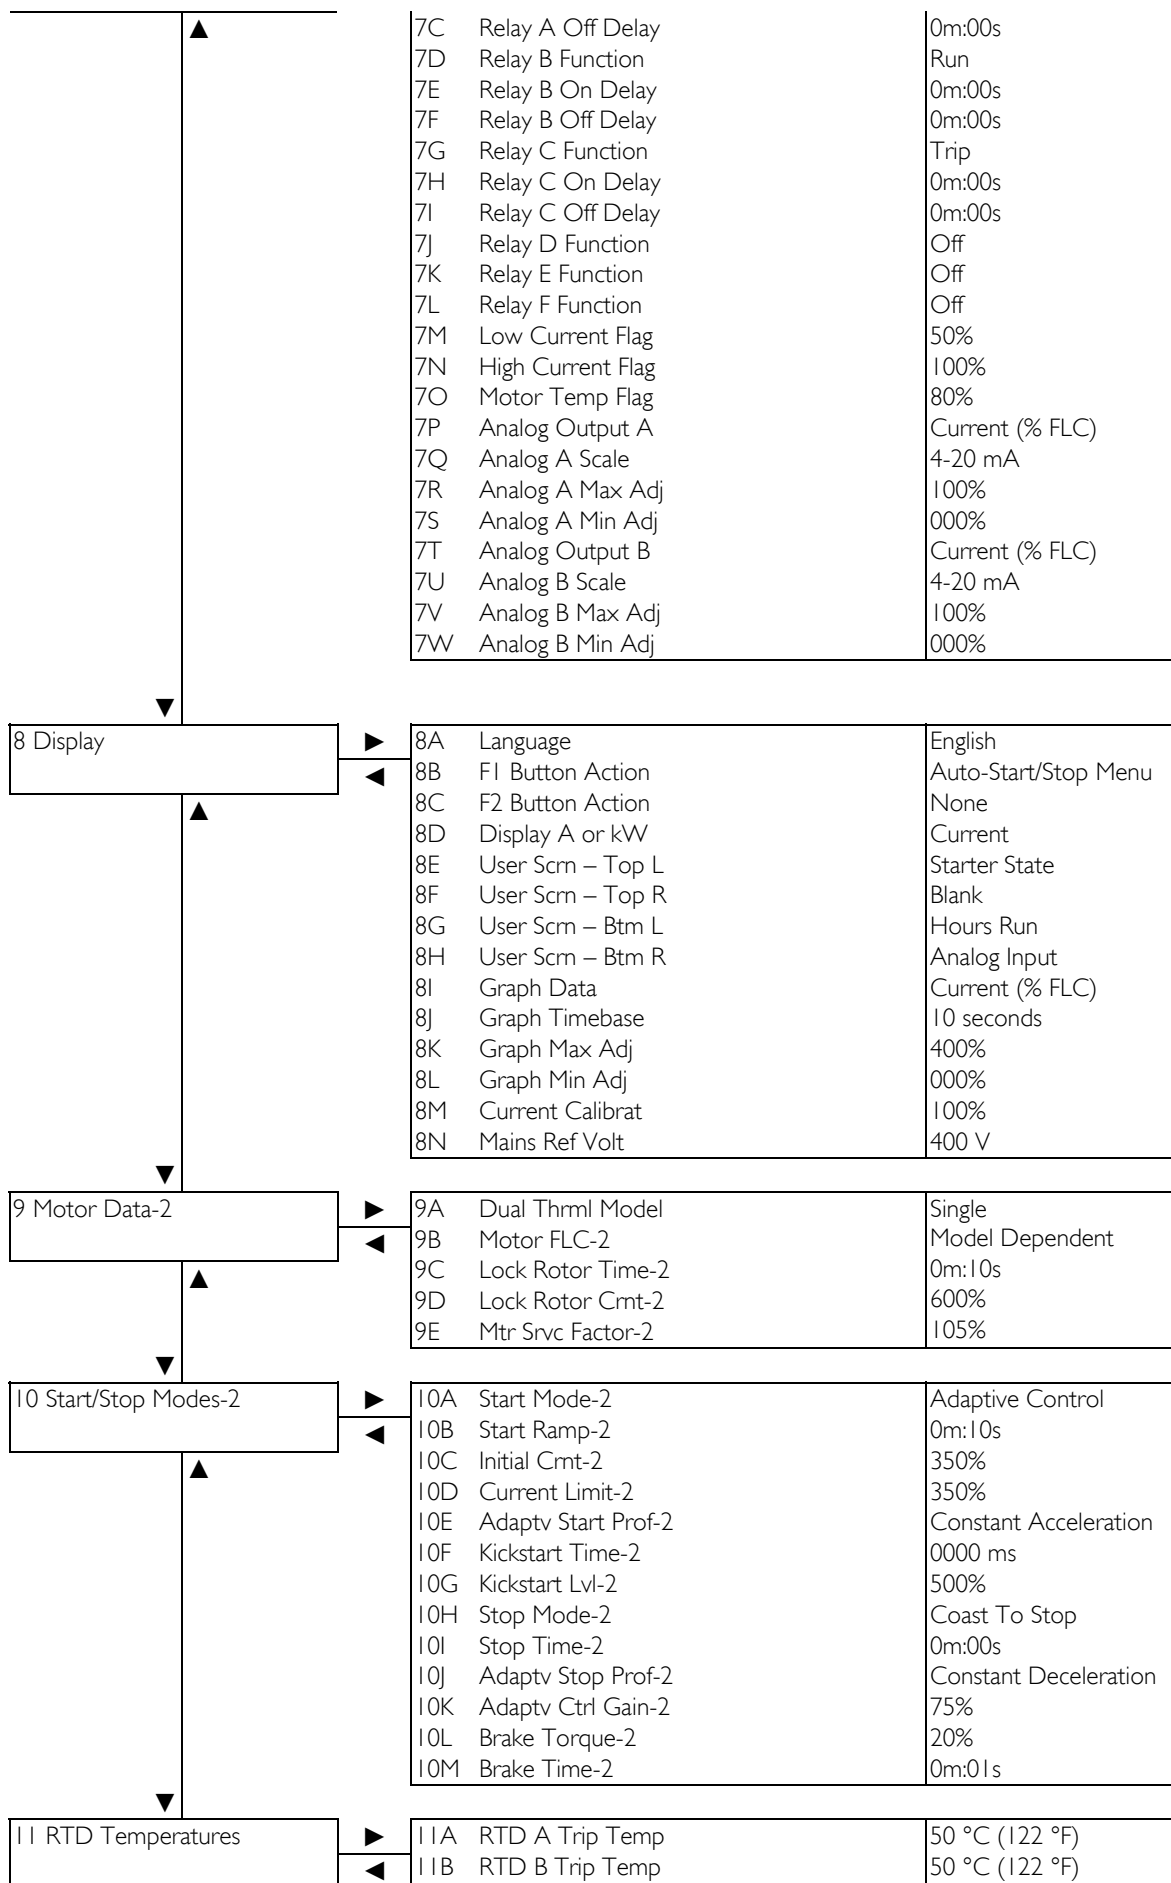 7C Relay A Off Delay 0m:00s
7D Relay B Function Run
7E Relay B On Delay 0m:00s
7F Relay B Off Delay 0m:00s
7G Relay C Function Trip
7H Relay C On Delay 0m:00s
7I Relay C Off Delay 0m:00s
7J Relay D Function Off
7K Relay E Function Off
7L Relay F Function Off
7M Low Current Flag 50%
7N High Current Flag 100%
7O Motor Temp Flag 80%
7P Analog Output A Current (% FLC)
7Q Analog A Scale 4-20 mA
7R Analog A Max Adj 100%
7S Analog A Min Adj 000%
7T Analog Output B Current (% FLC)
7U Analog B Scale 4-20 mA
7V Analog B Max Adj 100%
7W Analog B Min Adj 000%
8 Display
8A Language English
8B F1 Button Action Auto-Start/Stop Menu
8C F2 Button Action None
8D Display A or kW Current
8E User Scrn – Top L Starter State
8F User Scrn – Top R Blank
8G User Scrn – Btm L Hours Run
8H User Scrn – Btm R Analog Input
8I Graph Data Current (% FLC)
8J Graph Timebase 10 seconds
8K Graph Max Adj 400%
8L Graph Min Adj 000%
8M Current Calibrat 100%
8N Mains Ref Volt 400 V
9 Motor Data-2
9A Dual Thrml Model Single
9B Motor FLC-2 Model Dependent
9C Lock Rotor Time-2 0m:10s
9D Lock Rotor Crnt-2 600%
9E Mtr Srvc Factor-2 105%
10 Start/Stop Modes-2
10A Start Mode-2 Adaptive Control
10B Start Ramp-2 0m:10s
10C Initial Crnt-2 350%
10D Current Limit-2 350%
10E Adaptv Start Prof-2 Constant Acceleration
10F Kickstart Time-2 0000 ms
10G Kickstart Lvl-2 500%
10H Stop Mode-2 Coast To Stop
10I Stop Time-2 0m:00s
10J Adaptv Stop Prof-2 Constant Deceleration
10K Adaptv Ctrl Gain-2 75%
10L Brake Torque-2 20%
10M Brake Time-2 0m:01s
11 RTD Temperatures
11A RTD A Trip Temp 50 °C (122 °F)
11B RTD B Trip Temp 50 °C (122 °F)